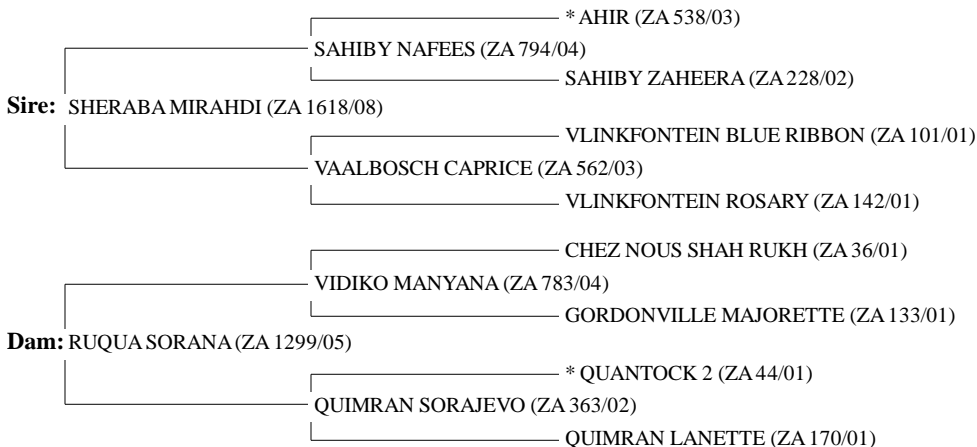 * AHIR (ZA 538/03)
SAHIBY NAFEES (ZA 794/04)
SAHIBY ZAHEERA (ZA 228/02)
Sire: SHERABA MIRAHDI (ZA 1618/08)
VLINKFONTEIN BLUE RIBBON (ZA 101/01)
VAALBOSCH CAPRICE (ZA 562/03)
VLINKFONTEIN ROSARY (ZA 142/01)
CHEZ NOUS SHAH RUKH (ZA 36/01)
VIDIKO MANYANA (ZA 783/04)
GORDONVILLE MAJORETTE (ZA 133/01)
Dam: RUQUA SORANA (ZA 1299/05)
* QUANTOCK 2 (ZA 44/01)
QUIMRAN SORAJEVO (ZA 363/02)
QUIMRAN LANETTE (ZA 170/01)